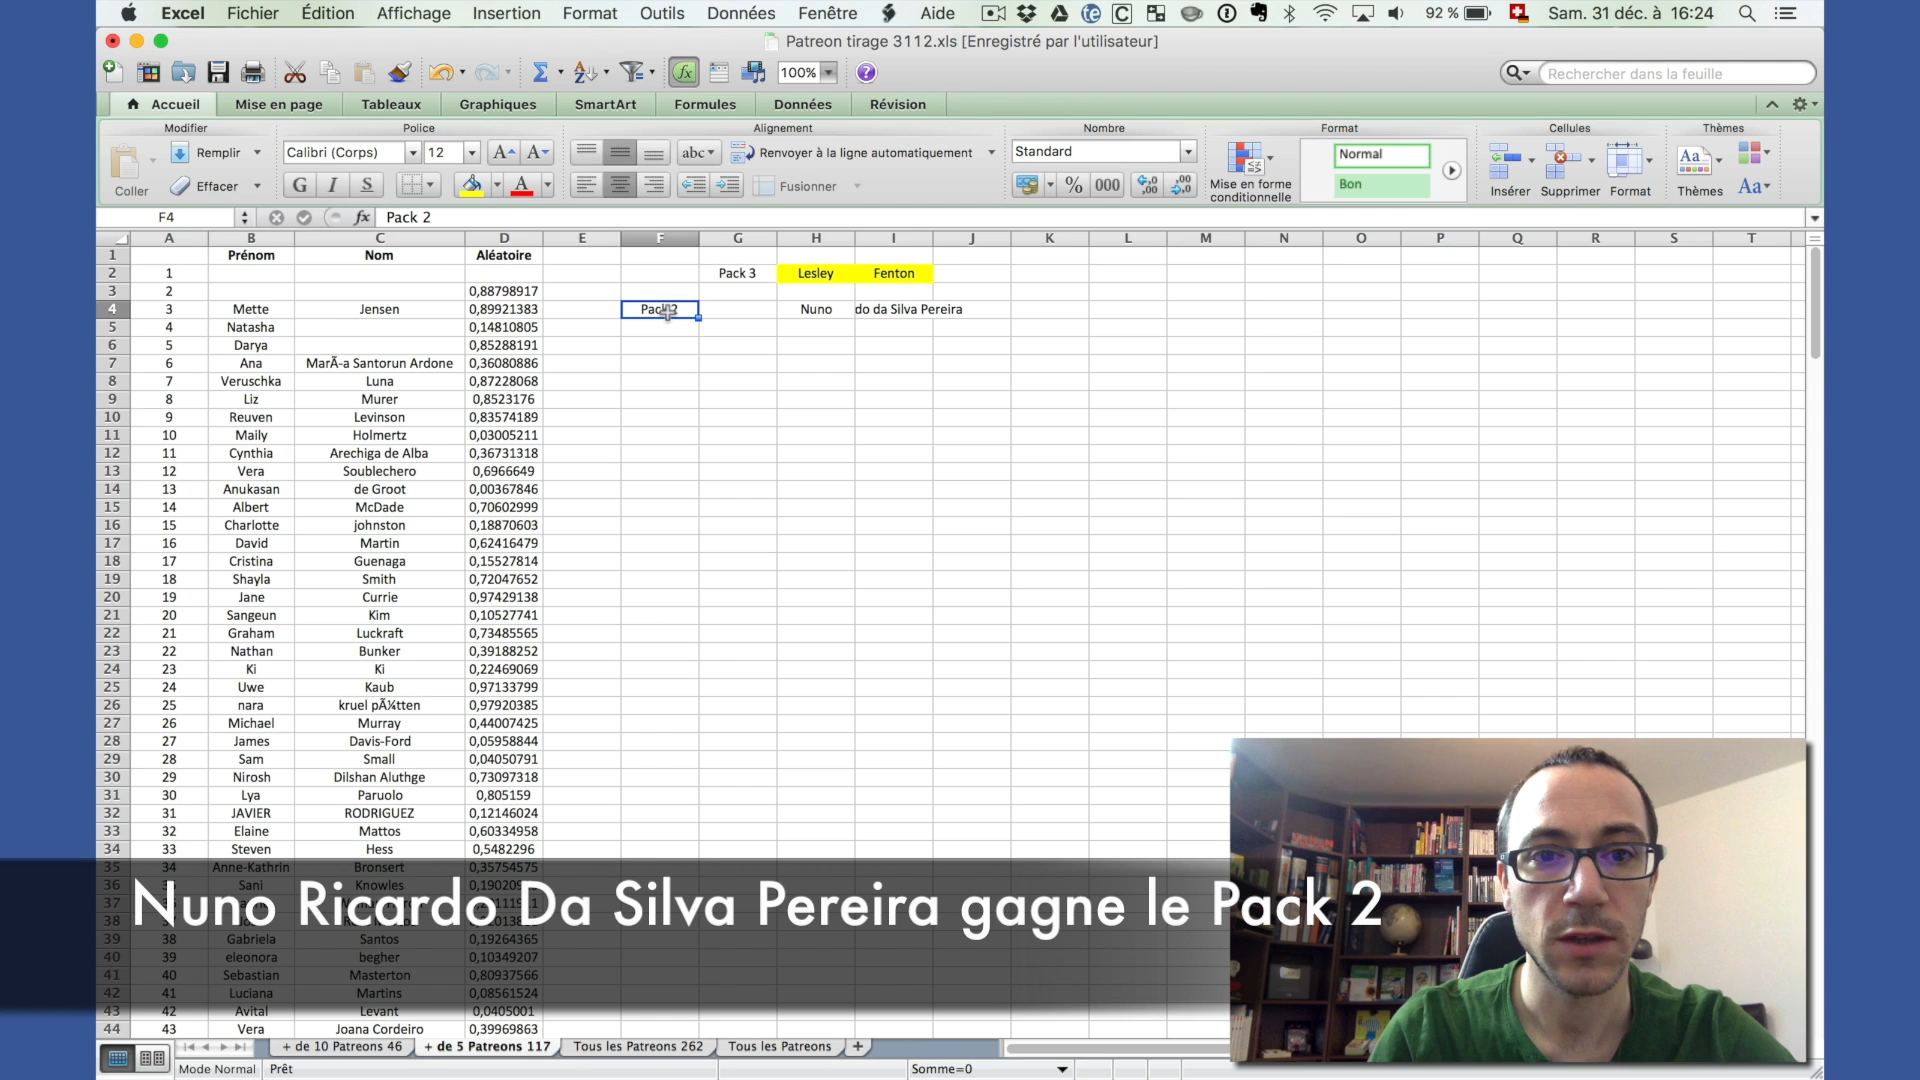 Excel Fichier Édition Affichage Insertion Format Outils Données Fenêtre Aide 92 % Sam. 31 déc. à 16:24
Patreon tirage 3112.xls [Enregistré par l'utilisateur]
100% Rechercher dans la feuille
Accueil Mise en page Tableaux Graphiques SmartArt Formules Données Révision
Modifier Police Alignement Nombre Format Cellules Thèmes
Coller Remplir Calibri (Corps) 12 abc Renvoyer à la ligne automatiquement Standard Mise en forme conditionnelle Normal Insérer Supprimer Format Thèmes
Effacer G I S Fusionner % 000 Bon
F4 fx Pack 2
A B C D E F G H I J K L M N O P Q R S T
1 Prénom Nom Aléatoire
2 1 Pack 3 Lesley Fenton
3 2 0,88798917
4 3 Mette Jensen 0,89921383 Nuno do da Silva Pereira
5 4 Natasha 0,14810805
6 5 Darya 0,85288191
7 6 Ana MarÃ-a Santorun Ardone 0,36080886
8 7 Veruschka Luna 0,87228068
9 8 Liz Murer 0,8523176
10 9 Reuven Levinson 0,83574189
11 10 Maily Holmertz 0,03005211
12 11 Cynthia Arechiga de Alba 0,36731318
13 12 Vera Soublechero 0,6966649
14 13 Anukasan de Groot 0,00367846
15 14 Albert McDade 0,70602999
16 15 Charlotte johnston 0,18870603
17 16 David Martin 0,62416479
18 17 Cristina Guenaga 0,15527814
19 18 Shayla Smith 0,72047652
20 19 Jane Currie 0,97429138
21 20 Sangeun Kim 0,10527741
22 21 Graham Luckraft 0,73485565
23 22 Nathan Bunker 0,39188252
24 23 Ki Ki 0,22469069
25 24 Uwe Kaub 0,97133799
26 25 nara kruel pÃ¼tten 0,97920385
27 26 Michael Murray 0,44007425
28 27 James Davis-Ford 0,05958844
29 28 Sam Small 0,04050791
30 29 Nirosh Dilshan Aluthge 0,73097318
31 30 Lya Paruolo 0,805159
32 31 JAVIER RODRIGUEZ 0,12146024
33 32 Elaine Mattos 0,60334958
34 33 Steven Hess 0,5482296
35 34 Anne-Kathrin Bronsert 0,35754575
36 Sani Knowles
37
38
Nuno Ricardo Da Silva Pereira gagne le Pack 2
39 38 Gabriela Santos 0,19264365
40 39 eleonora begher 0,10349207
41 40 Sebastian Masterton 0,80937566
42 41 Luciana Martins 0,08561524
43 42 Avital Levant 0,0405001
44 43 Vera Joana Cordeiro 0,39969863
+ de 10 Patreons 46 + de 5 Patreons 117 Tous les Patreons 262 Tous les Patreons +
Mode Normal Prêt Somme=0